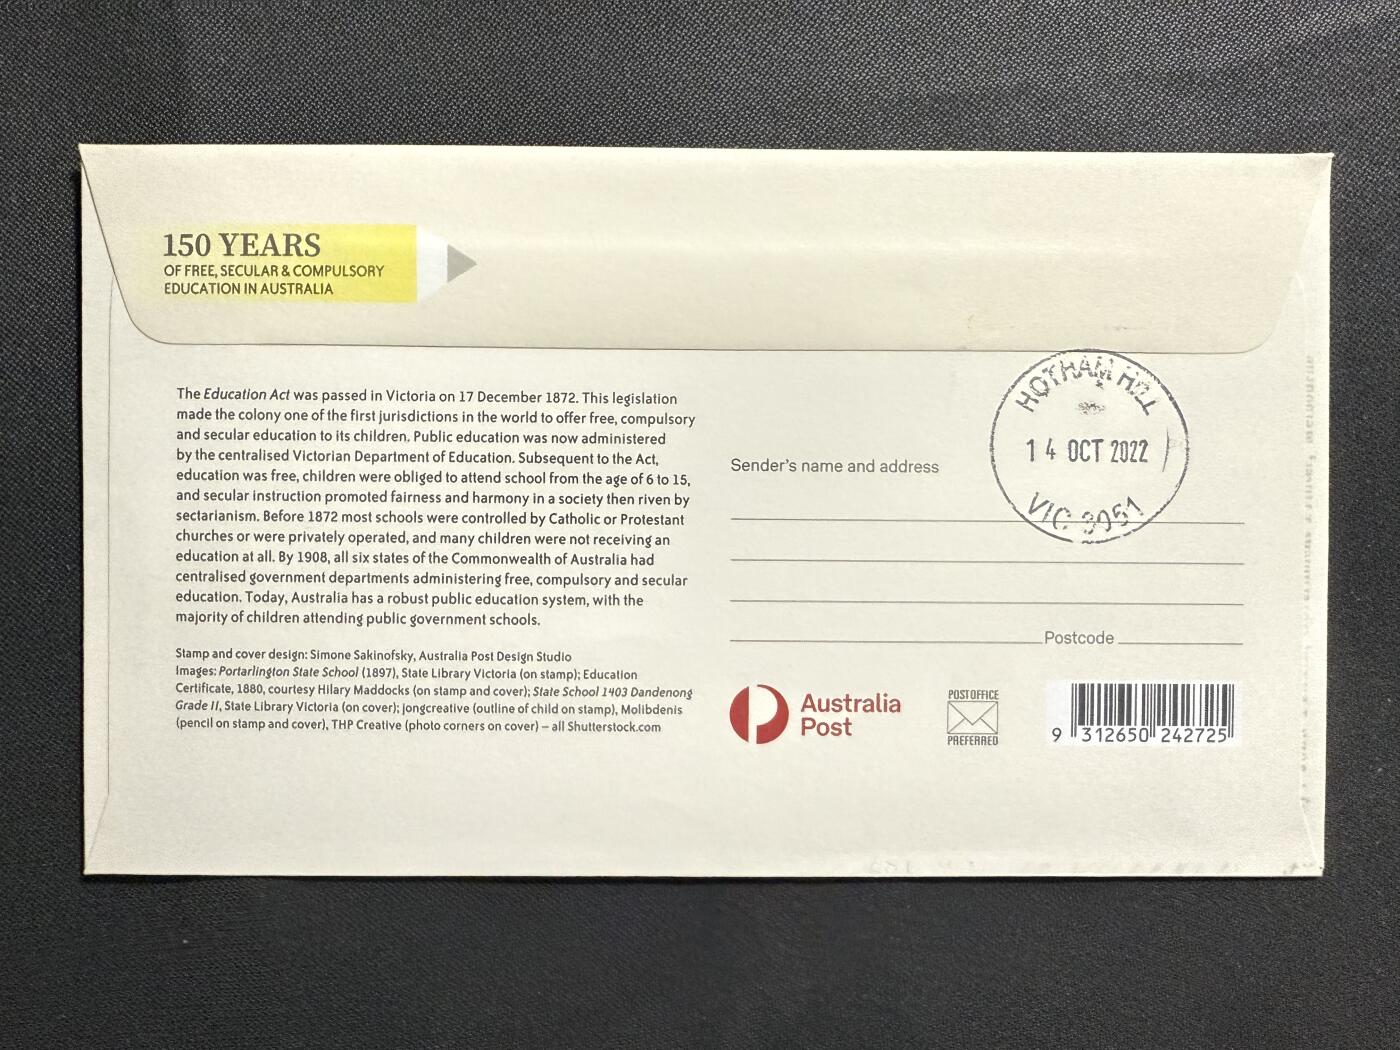 150 YEARS
OF FREE, SECULAR & COMPULSORY
EDUCATION IN AUSTRALIA
The Education Act was passed in Victoria on 17 December 1872. This legislation
made the colony one of the first jurisdictions in the world to offer free, compulsory
and secular education to its children. Public education was now administered
by the centralised Victorian Department of Education. Subsequent to the Act,
education was free, children were obliged to attend school from the age of 6 to 15,
and secular instruction promoted fairness and harmony in a society then riven by
sectarianism. Before 1872 most schools were controlled by Catholic or Protestant
churches or were privately operated, and many children were not receiving an
education at all. By 1908, all six states of the Commonwealth of Australia had
centralised government departments administering free, compulsory and secular
education. Today, Australia has a robust public education system, with the
majority of children attending public government schools.
Stamp and cover design: Simone Sakinofsky, Australia Post Design Studio
Images: Portarlington State School (1897), State Library Victoria (on stamp); Education
Certificate, 1880, courtesy Hilary Maddocks (on stamp and cover); State School 1403 Dandenong
Grade II, State Library Victoria (on cover); jongcreative (outline of child on stamp), Molibdenis
(pencil on stamp and cover), THP Creative (photo corners on cover) – all Shutterstock.com
HOTHAM HILL
14 OCT 2022
VIC 3051
Sender's name and address
Postcode
Australia
Post
POST OFFICE
PREFERRED
9 312650 242725